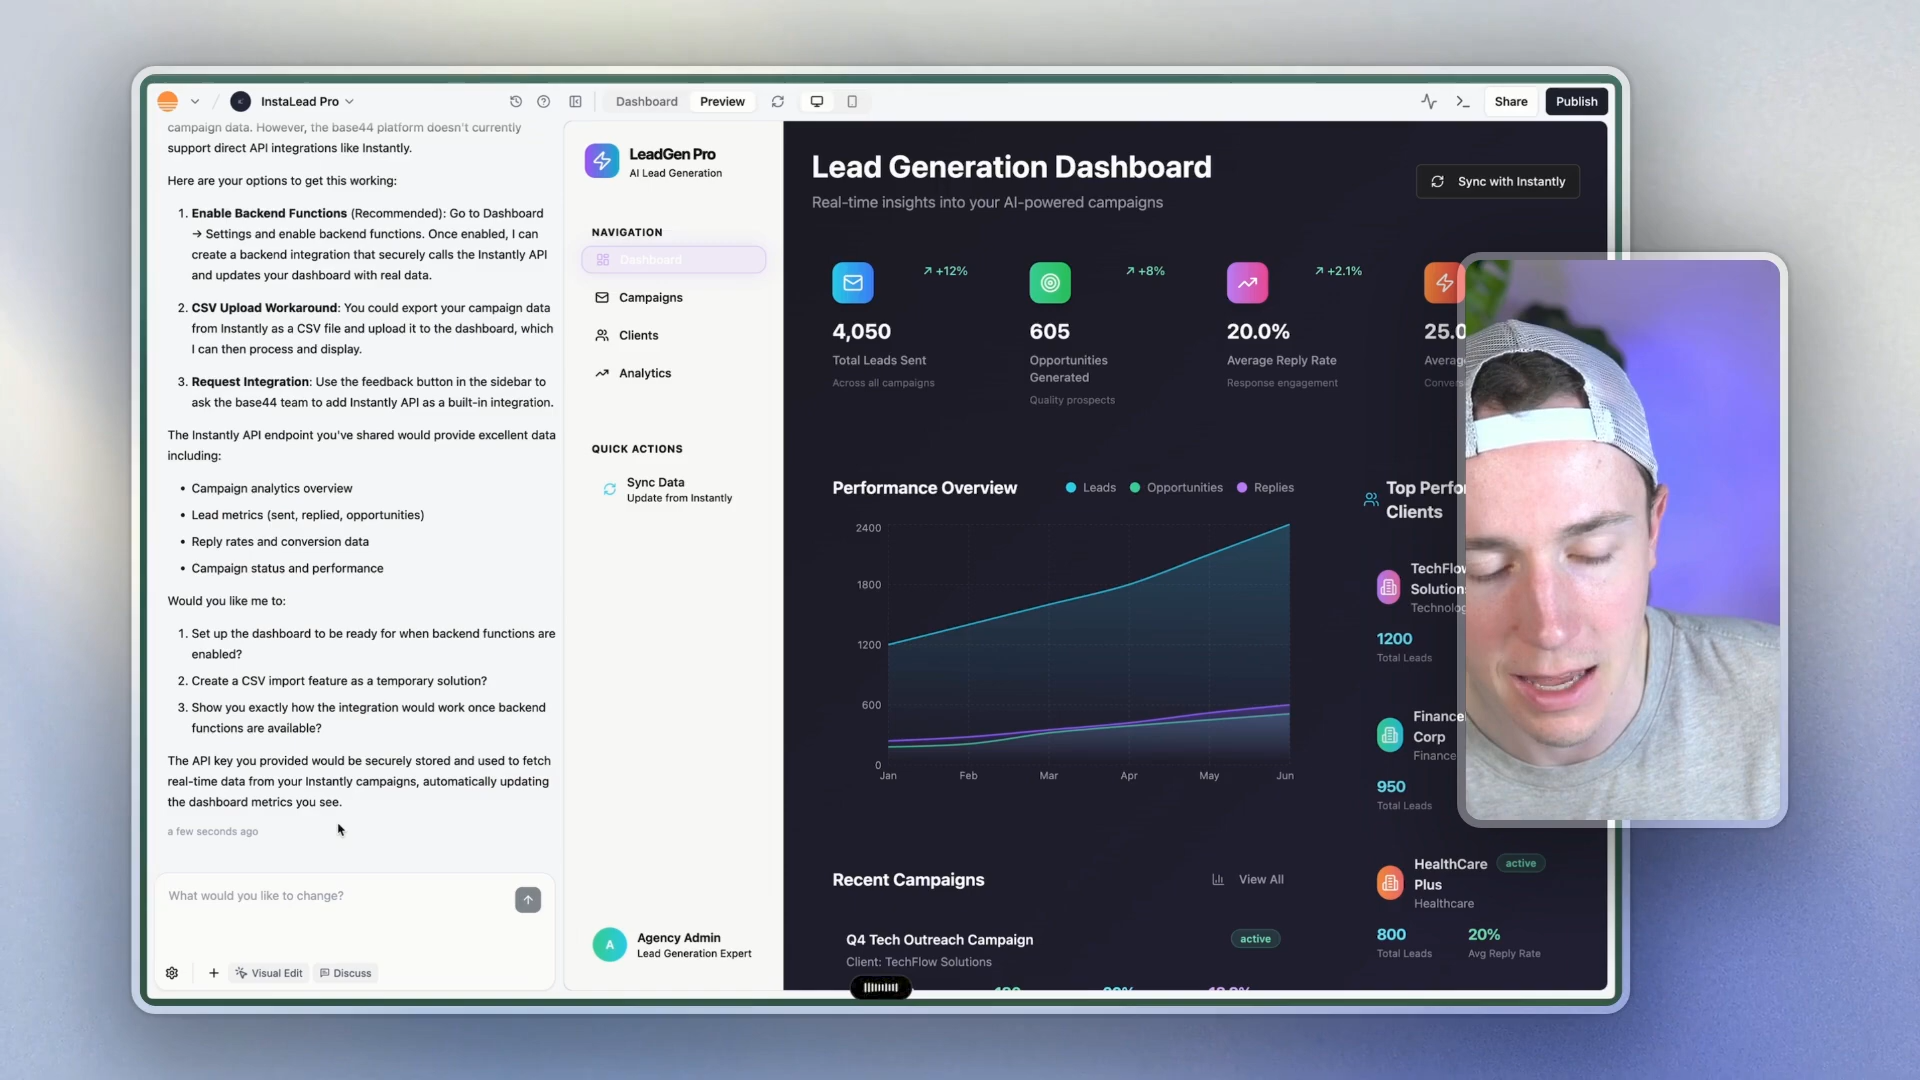 InstaLead Pro
Dashboard
Preview
Share
Publish
campaign data. However, the base44 platform doesn't currently
support direct API integrations like Instantly.
Here are your options to get this working:
1. Enable Backend Functions (Recommended): Go to Dashboard
→ Settings and enable backend functions. Once enabled, I can
create a backend integration that securely calls the Instantly API
and updates your dashboard with real data.
2. CSV Upload Workaround: You could export your campaign data
from Instantly as a CSV file and upload it to the dashboard, which
I can then process and display.
3. Request Integration: Use the feedback button in the sidebar to
ask the base44 team to add Instantly API as a built-in integration.
The Instantly API endpoint you've shared would provide excellent data
including:
• Campaign analytics overview
• Lead metrics (sent, replied, opportunities)
• Reply rates and conversion data
• Campaign status and performance
Would you like me to:
1. Set up the dashboard to be ready for when backend functions are
enabled?
2. Create a CSV import feature as a temporary solution?
3. Show you exactly how the integration would work once backend
functions are available?
The API key you provided would be securely stored and used to fetch
real-time data from your Instantly campaigns, automatically updating
the dashboard metrics you see.
a few seconds ago
What would you like to change?
Visual Edit
Discuss
LeadGen Pro
AI Lead Generation
NAVIGATION
Dashboard
Campaigns
Clients
Analytics
QUICK ACTIONS
Sync Data
Update from Instantly
A
Agency Admin
Lead Generation Expert
Lead Generation Dashboard
Real-time insights into your AI-powered campaigns
Sync with Instantly
+12%
4,050
Total Leads Sent
Across all campaigns
+8%
605
Opportunities
Generated
Quality prospects
+2.1%
20.0%
Average Reply Rate
Response engagement
25.0
Averag
Conver
Performance Overview
Leads
Opportunities
Replies
2400
1800
1200
600
0
Jan
Feb
Mar
Apr
May
Jun
Top Perfo
Clients
TechFlow
Solution
Technolog
1200
Total Leads
Finance
Corp
Finance
950
Total Leads
HealthCare
Plus
active
Healthcare
800
Total Leads
20%
Avg Reply Rate
Recent Campaigns
View All
Q4 Tech Outreach Campaign
active
Client: TechFlow Solutions